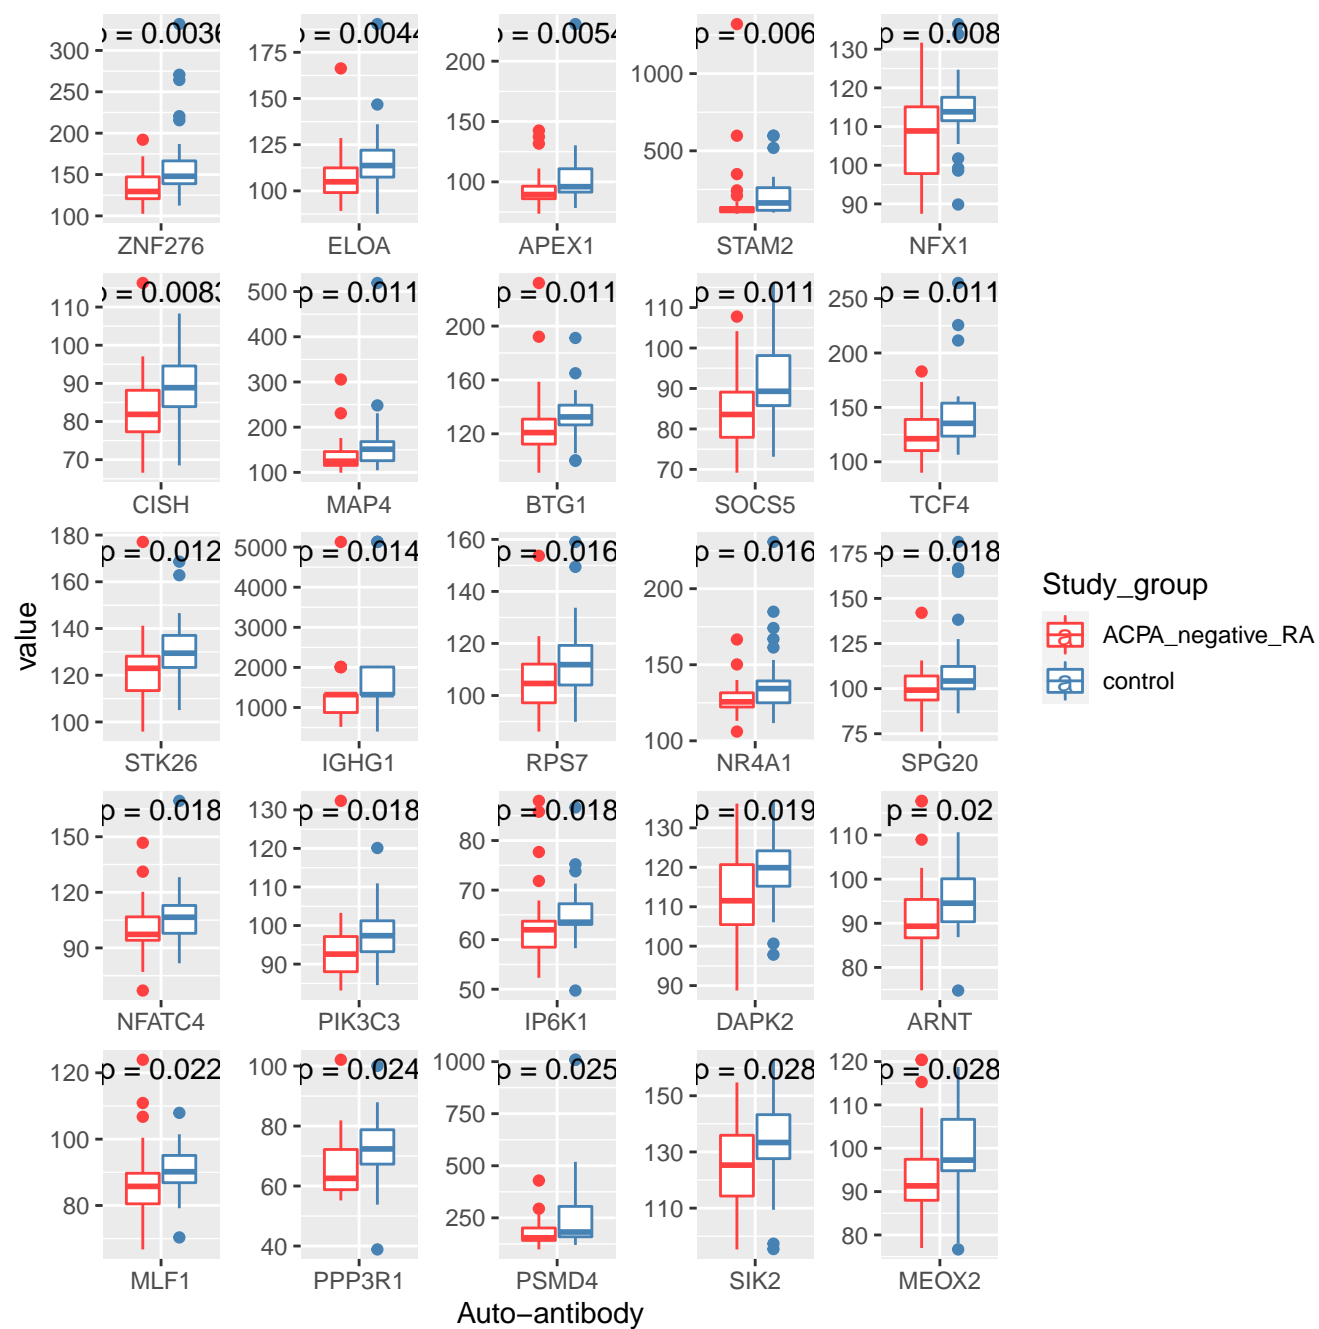 p = 0.0036 p = 0.0044 p = 0.0054 p = 0.006 p = 0.008
300 250 200 150 100
175 150 125 100
200 150 100
1000 500
130 120 110 100 90
ZNF276 ELOA APEX1 STAM2 NFX1
p = 0.0083 p = 0.011 p = 0.011 p = 0.011 p = 0.011
110 100 90 80 70
500 400 300 200 100
200 160 120
110 100 90 80 70
250 200 150 100
CISH MAP4 BTG1 SOCS5 TCF4
p = 0.012 p = 0.014 p = 0.016 p = 0.016 p = 0.018
180 160 140 120 100
5000 4000 3000 2000 1000
160 140 120 100
200 150 100
175 150 125 100 75
STK26 IGHG1 RPS7 NR4A1 SPG20
value
p = 0.018 p = 0.018 p = 0.018 p = 0.019 p = 0.02
150 120 90
130 120 110 100 90
80 70 60 50
130 120 110 100 90
110 100 90 80
NFATC4 PIK3C3 IP6K1 DAPK2 ARNT
p = 0.022 p = 0.024 p = 0.025 p = 0.028 p = 0.028
120 100 80
100 80 60 40
1000 750 500 250
150 130 110
120 110 100 90 80
MLF1 PPP3R1 PSMD4 SIK2 MEOX2
Auto−antibody
Study_group
a ACPA_negative_RA
a control